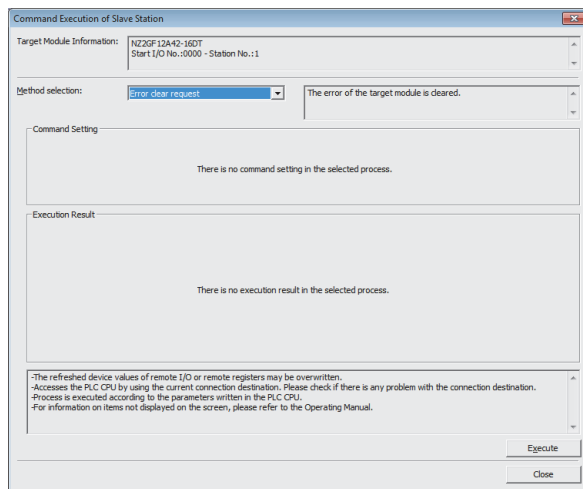 Command Execution of Slave Station
Target Module Information:
NZ2GF12A42-16DT
Start I/O No.:0000 - Station No.:1
Method selection:
Error clear request
The error of the target module is cleared.
Command Setting
There is no command setting in the selected process.
Execution Result
There is no execution result in the selected process.
-The refreshed device values of remote I/O or remote registers may be overwritten.
-Accesses the PLC CPU by using the current connection destination. Please check if there is any problem with the connection destination.
-Process is executed according to the parameters written in the PLC CPU.
-For information on items not displayed on the screen, please refer to the Operating Manual.
Execute
Close